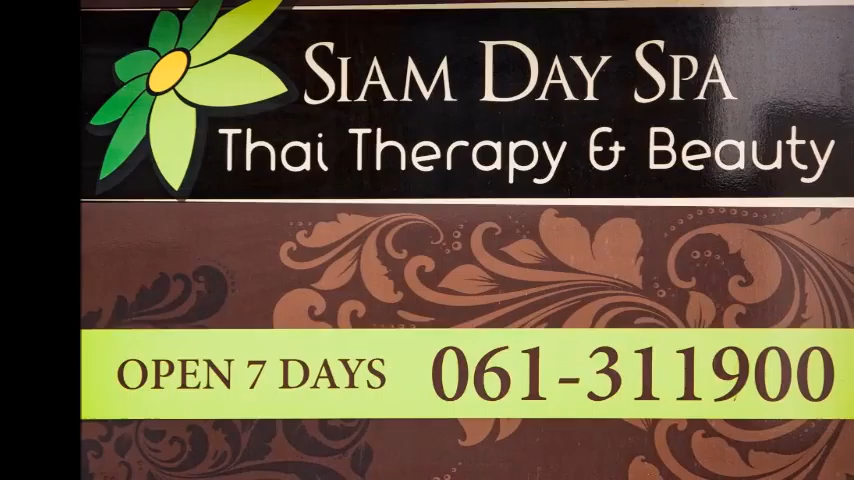 SIAM DAY SPA
Thai Therapy & Beauty
OPEN 7 DAYS 061-311900